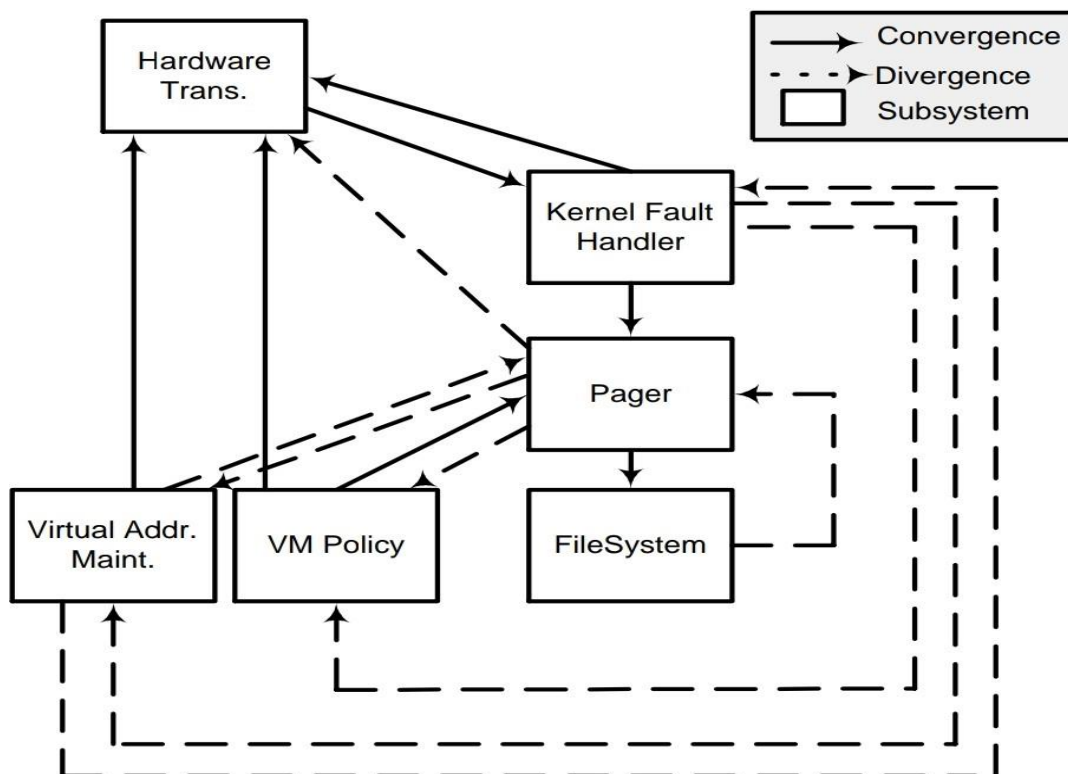 Hardware
Trans.
Convergence
Divergence
Subsystem
Kernel Fault
Handler
Pager
Virtual Addr.
Maint.
VM Policy
FileSystem